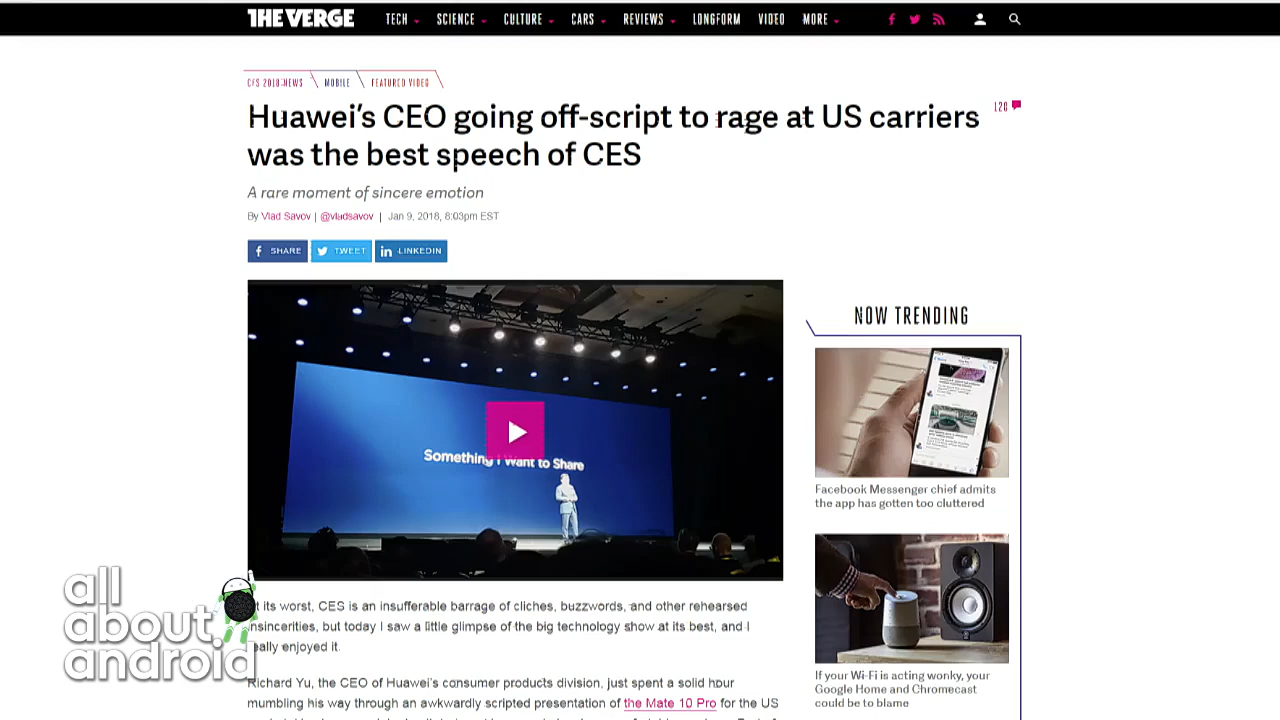 THE VERGE
TECH SCIENCE CULTURE CARS REVIEWS LONGFORM VIDEO MORE
CES 2018: NEWS MOBILE FEATURED VIDEO
Huawei's CEO going off-script to rage at US carriers
was the best speech of CES
128
A rare moment of sincere emotion
By Vlad Savov | @vladsavov | Jan 9, 2018, 8:03pm EST
SHARE TWEET LINKEDIN
Something I Want to Share
t its worst, CES is an insufferable barrage of cliches, buzzwords, and other rehearsed
nsincerities, but today I saw a little glimpse of the big technology show at its best, and I
eally enjoyed it.
Richard Yu, the CEO of Huawei's consumer products division, just spent a solid hour
mumbling his way through an awkwardly scripted presentation of the Mate 10 Pro for the US
NOW TRENDING
Facebook Messenger chief admits
the app has gotten too cluttered
If your Wi-Fi is acting wonky, your
Google Home and Chromecast
could be to blame
all
about
android